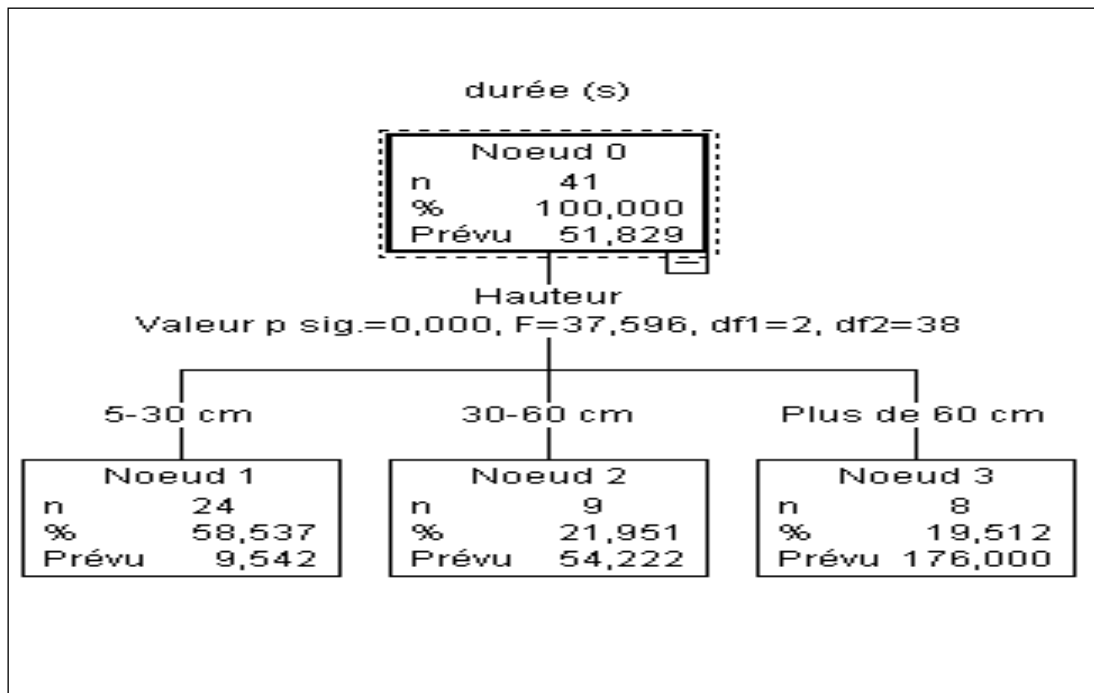 durée (s)
Noeud 0
n 41
% 100,000
Prévu 51,829
Hauteur
Valeur p sig.=0,000, F=37,596, df1=2, df2=38
5-30 cm
Noeud 1
n 24
% 58,537
Prévu 9,542
30-60 cm
Noeud 2
n 9
% 21,951
Prévu 54,222
Plus de 60 cm
Noeud 3
n 8
% 19,512
Prévu 176,000